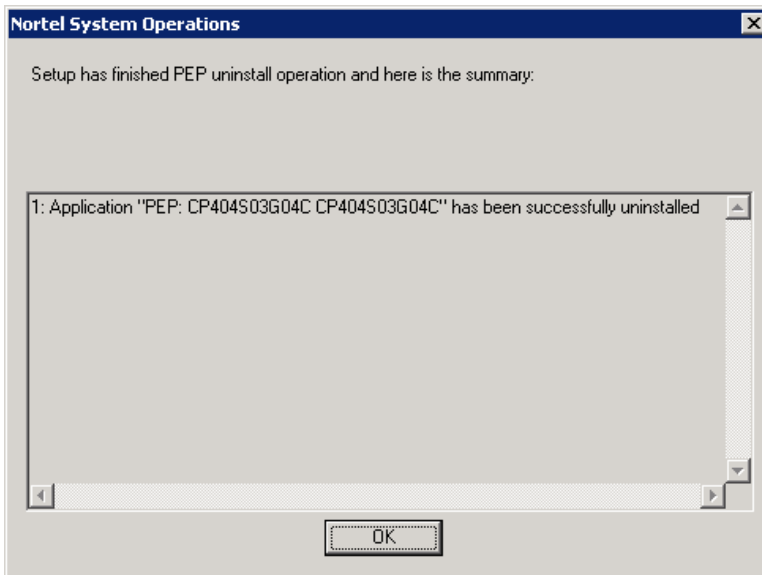 Nortel System Operations
Setup has finished PEP uninstall operation and here is the summary:
1: Application "PEP: CP404S03G04C CP404S03G04C" has been successfully uninstalled
OK